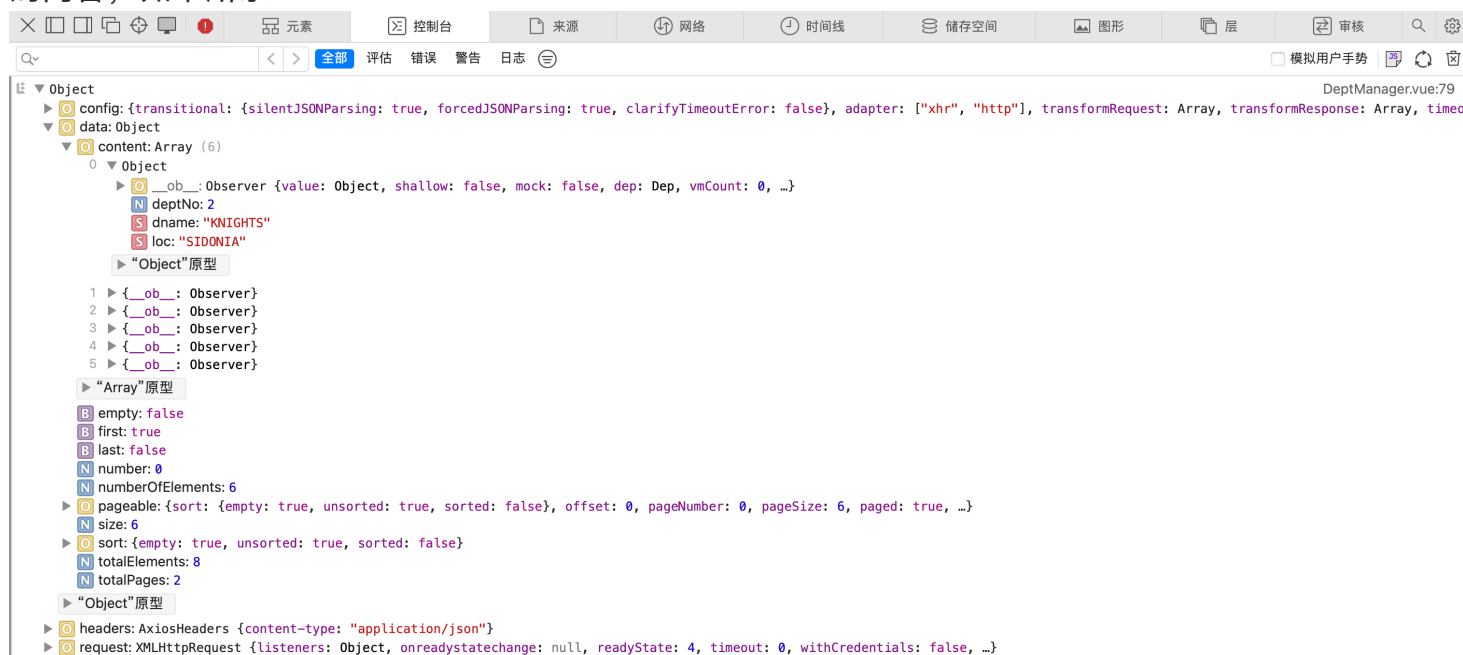 元素 控制台 来源 网络 时间线 储存空间 图形 层 审核
全部 评估 错误 警告 日志 模拟用户手势
Object DeptManager.vue:79
config: {transitional: {silentJSONParsing: true, forcedJSONParsing: true, clarifyTimeoutError: false}, adapter: ["xhr", "http"], transformRequest: Array, transformResponse: Array, timeo
data: Object
content: Array (6)
0 Object
__ob__: Observer {value: Object, shallow: false, mock: false, dep: Dep, vmCount: 0, …}
N deptNo: 2
S dname: "KNIGHTS"
S loc: "SIDONIA"
“Object”原型
1 {__ob__: Observer}
2 {__ob__: Observer}
3 {__ob__: Observer}
4 {__ob__: Observer}
5 {__ob__: Observer}
“Array”原型
B empty: false
B first: true
B last: false
N number: 0
N numberOfElements: 6
O pageable: {sort: {empty: true, unsorted: true, sorted: false}, offset: 0, pageNumber: 0, pageSize: 6, paged: true, …}
N size: 6
O sort: {empty: true, unsorted: true, sorted: false}
N totalElements: 8
N totalPages: 2
“Object”原型
O headers: AxiosHeaders {content-type: "application/json"}
O request: XMLHttpRequest {listeners: Object, onreadystatechange: null, readyState: 4, timeout: 0, withCredentials: false, …}